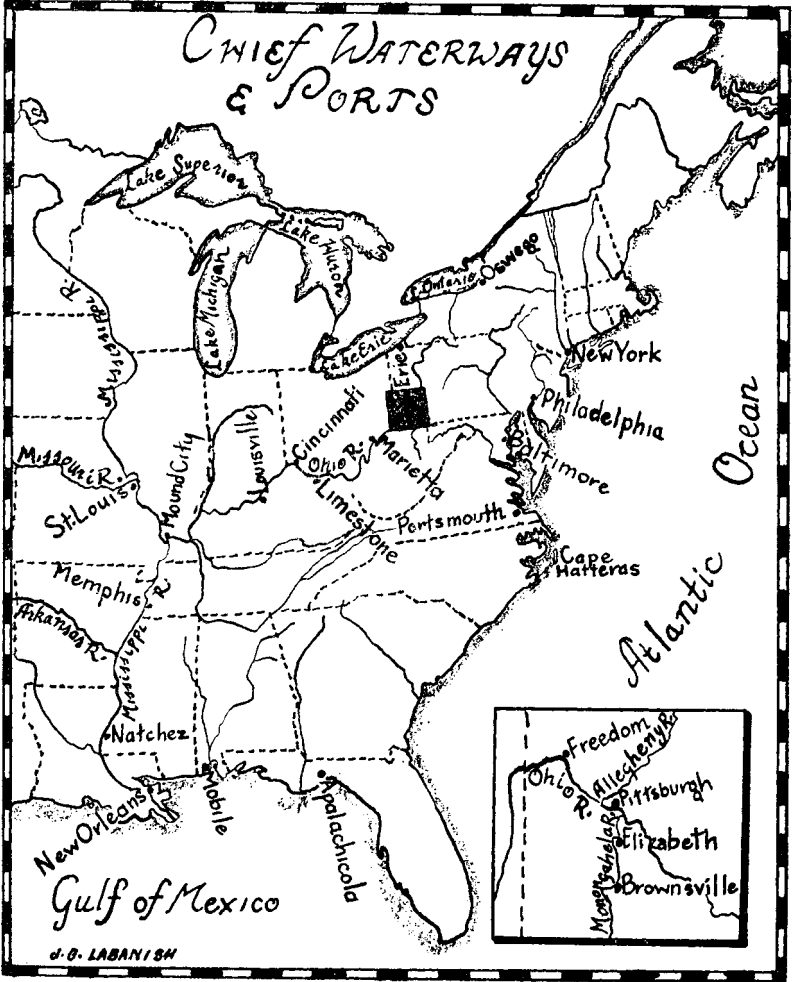 CHIEF WATERWAYS
& PORTS
Lake Superior
Lake Huron
Lake Michigan
L. Ontario
Oswego
Lake Erie
Erie
Mississippi R.
New York
Philadelphia
Baltimore
Ocean
Atlantic
Cincinnati
Louisville
Ohio R.
Marietta
Limestone
Mound City
Missouri R.
St. Louis
Portsmouth
Cape
Hatteras
Memphis
Arkansas R.
Mississippi R.
Natchez
New Orleans
Mobile
Apalachicola
Gulf of Mexico
J.G. LABANISH
Freedom
Allegheny R.
Ohio R.
Pittsburgh
Elizabeth
Monongahela R.
Brownsville